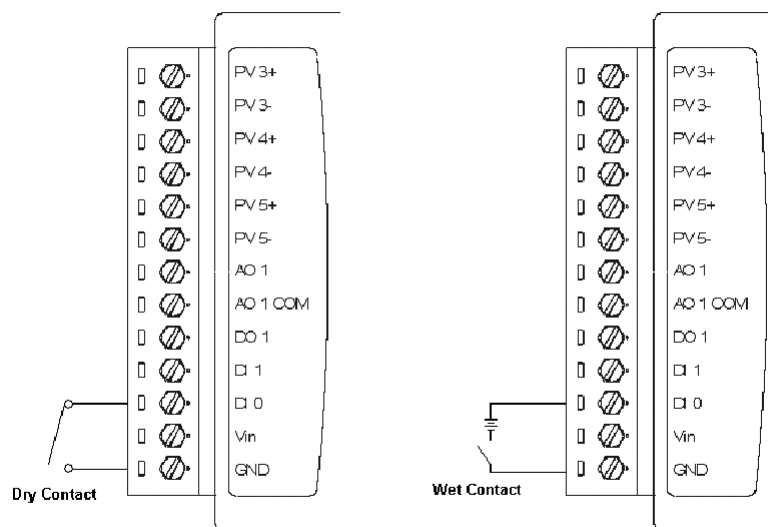 PV3+
PV3-
PV4+
PV4-
PV5+
PV5-
AO 1
AO 1 COM
DO 1
DI 1
DI 0
Vin
GND
Dry Contact
PV3+
PV3-
PV4+
PV4-
PV5+
PV5-
AO 1
AO 1 COM
DO 1
DI 1
DI 0
Vin
GND
Wet Contact